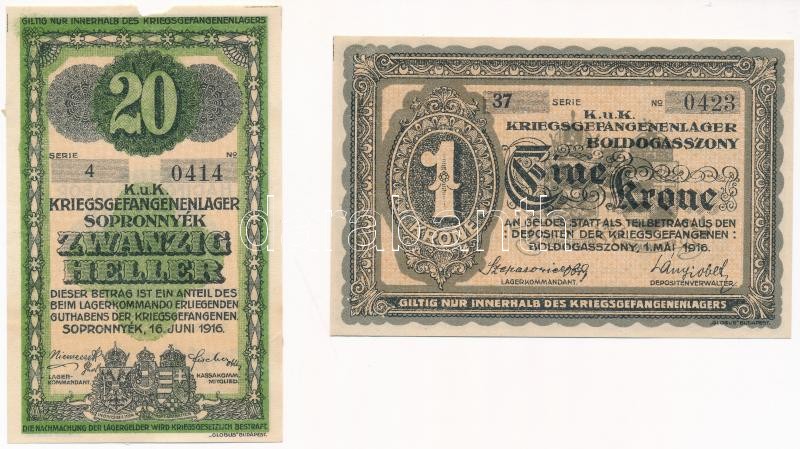 GILTIG NUR INNERHALB DES KRIEGSGEFANGENENLAGERS
20
SERIE
No
4
0414
K.u.K.
KRIEGSGEFANGENENLAGER
SOPRONNYÉK
ZWANZIG
HELLER
DIESER BETRAG IST EIN ANTEIL DES
BEIM LAGERKOMMANDO ERLIEGENDEN
GUTHABENS DER KRIEGSGEFANGENEN.
SOPRONNYÉK, 16. JUNI 1916.
LAGER-
KOMMANDANT.
KASSAKOMM.
MITGLIED.
DIE NACHMACHUNG DER LAGERGELDER WIRD KRIEGSGESETZLICH BESTRAFT.
„GLOBUS" BUDAPEST.
37 SERIE No 0423
K.u.K.
KRIEGSGEFANGENENLAGER
BOLDOGASSZONY
1
KRONE
Eine
Krone
AN GELDES STATT ALS TEILBETRAG AUS DEN
DEPOSITEN DER KRIEGSGEFANGENEN:
BOLDOGASSZONY, 1. MAI 1916.
LAGERKOMMANDANT.
DEPOSITENVERWALTER.
GILTIG NUR INNERHALB DES KRIEGSGEFANGENENLAGERS
„GLOBUS" BUDAPEST.